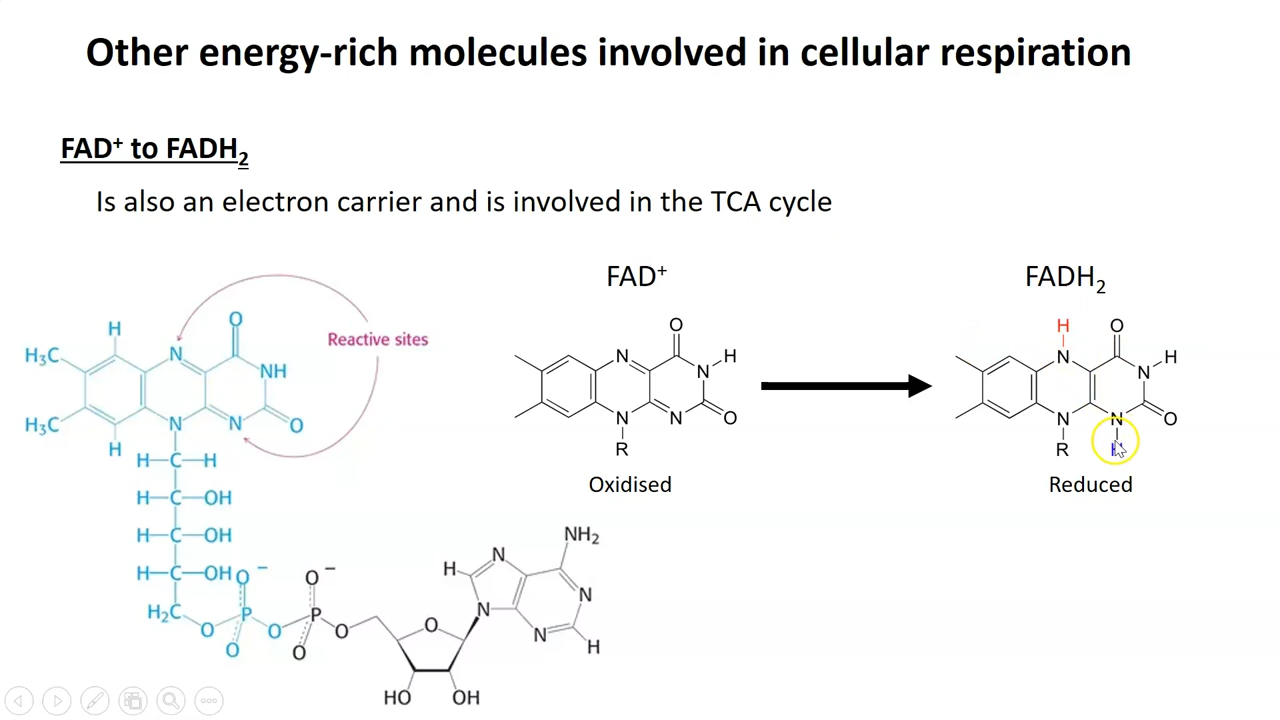 Other energy-rich molecules involved in cellular respiration
FAD⁺ to FADH₂
Is also an electron carrier and is involved in the TCA cycle
H
O
H₃C
N
NH
H₃C
N
N
O
H
Reactive sites
H—C—H
H—C—OH
H—C—OH
H—C—OH
H₂C
O
O⁻
P
O
O
O⁻
P
O
O
O
HO
OH
NH₂
H
N
N
N
N
H
FAD⁺
O
N
N
H
N
N
O
R
Oxidised
FADH₂
H
O
N
N
H
N
N
O
R
Reduced